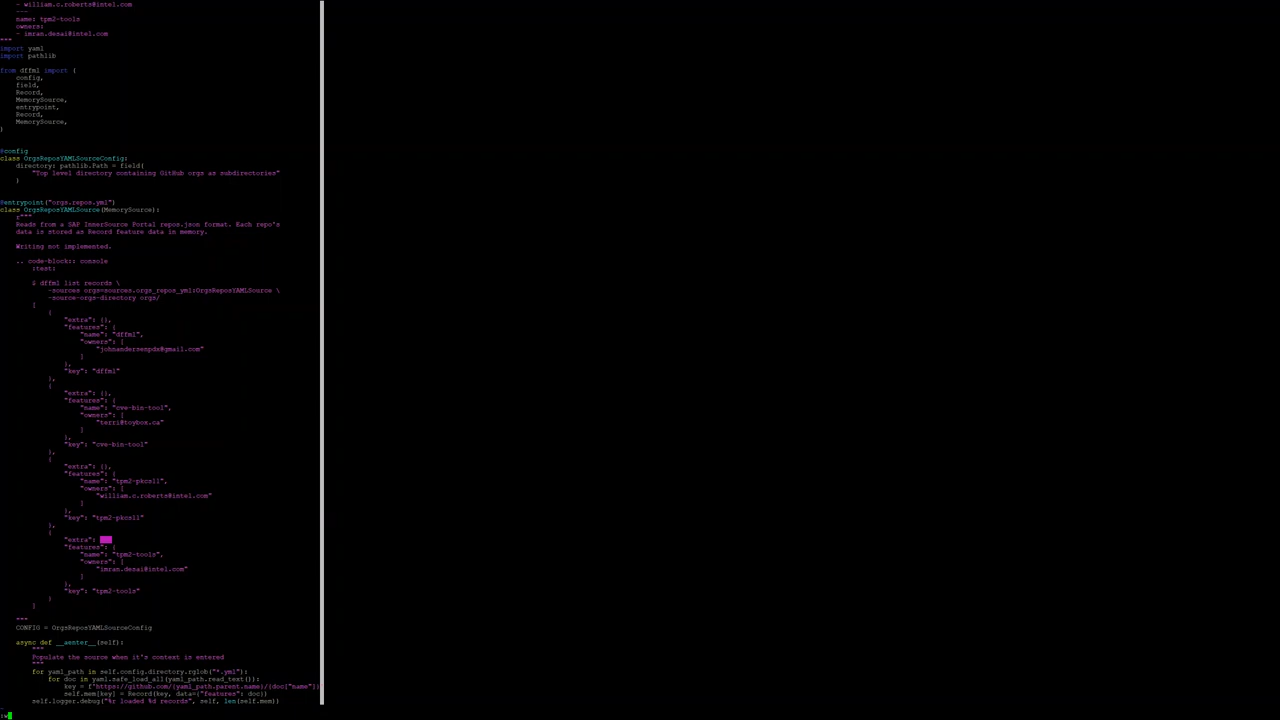 - william.c.roberts@intel.com
---
name: tpm2-tools
owners:
- imran.desai@intel.com
"""
import yaml
import pathlib
from dffml import (
config,
field,
Record,
MemorySource,
entrypoint,
Record,
MemorySource,
)
@config
class OrgsReposYAMLSourceConfig:
directory: pathlib.Path = field(
"Top level directory containing GitHub orgs as subdirectories"
)
@entrypoint("orgs.repos.yml")
class OrgsReposYAMLSource(MemorySource):
r"""
Reads from a SAP InnerSource Portal repos.json format. Each repo's
data is stored as Record feature data in memory.
Writing not implemented.
.. code-block:: console
:test:
$ dffml list records \
-sources orgs=sources.orgs_repos_yml:OrgsReposYAMLSource \
-source-orgs-directory orgs/
[
{
"extra": {},
"features": {
"name": "dffml",
"owners": [
"johnandersenpdx@gmail.com"
]
},
"key": "dffml"
},
{
"extra": {},
"features": {
"name": "cve-bin-tool",
"owners": [
"terri@toybox.ca"
]
},
"key": "cve-bin-tool"
},
{
"extra": {},
"features": {
"name": "tpm2-pkcs11",
"owners": [
"william.c.roberts@intel.com"
]
},
"key": "tpm2-pkcs11"
},
{
"extra":
"features": {
"name": "tpm2-tools",
"owners": [
"imran.desai@intel.com"
]
},
"key": "tpm2-tools"
}
]
"""
CONFIG = OrgsReposYAMLSourceConfig
async def __aenter__(self):
"""
Populate the source when it's content is entered
"""
for yaml_path in self.config.directory.rglob("*.yml"):
for doc in yaml.safe_load_all(yaml_path.read_text()):
key = f'https://github.com/{yaml_path.parent.name}/{doc["name"]}
self.mem[key] = Record(key, data={"features": doc})
self.logger.debug("%r loaded %d records", self, len(self.mem))
:w